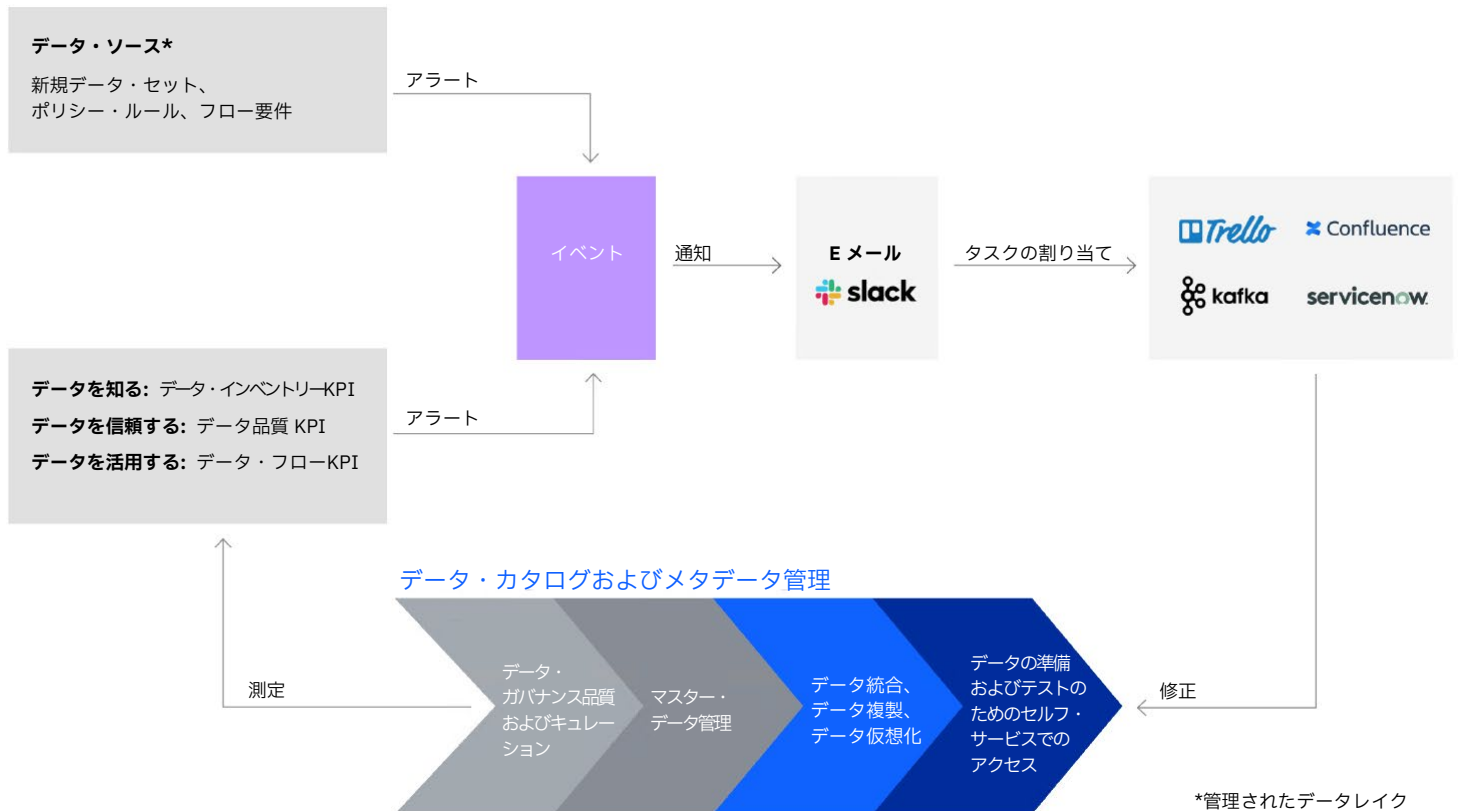 データ・ソース*
新規データ・セット、
ポリシー・ルール、フロー要件
アラート
イベント
通知
E メール
slack
タスクの割り当て
Trello
Confluence
kafka
servicenow.
データを知る: データ・インベントリーKPI
データを信頼する: データ品質 KPI
データを活用する: データ・フローKPI
アラート
データ・カタログおよびメタデータ管理
測定
データ・
ガバナンス品質
およびキュレー
ション
マスター・
データ管理
データ統合、
データ複製、
データ仮想化
データの準備
およびテストの
ためのセルフ・
サービスでの
アクセス
修正
*管理されたデータレイク